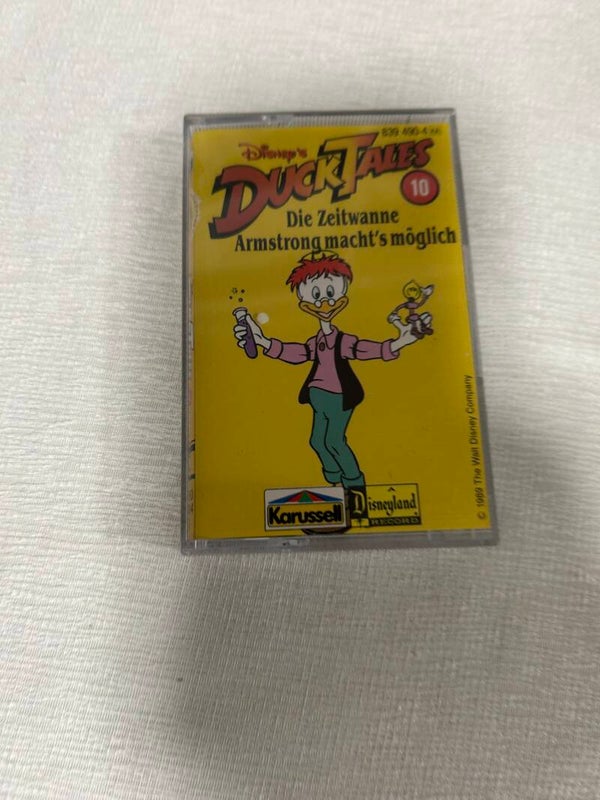 839 490-4
Disney's
DUCKTALES
10
Die Zeitwanne
Armstrong macht's möglich
© 1989 The Walt Disney Company
Karussell
Disneyland
RECORD